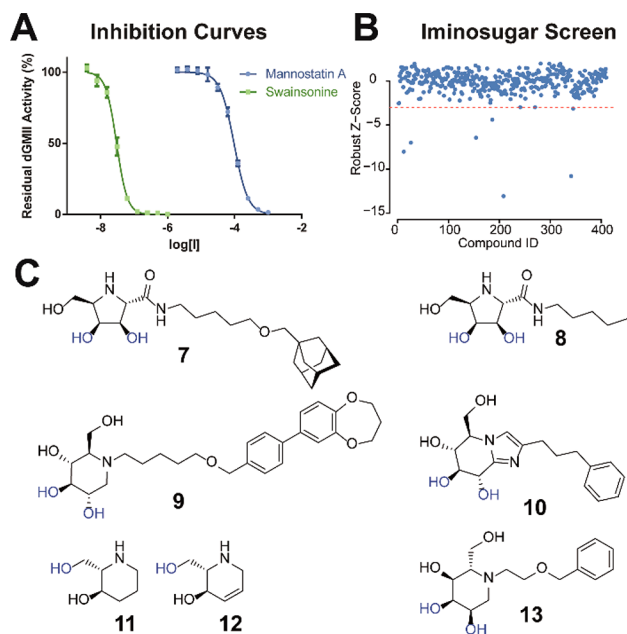 A Inhibition Curves
Residual dGMII Activity (%)
100
50
0
-8 -6 -4 -2
log[I]
Mannostatin A
Swainsonine
B Iminosugar Screen
Robust Z-Score
0
-5
-10
-15
0 100 200 300 400
Compound ID
C
H
N O
HO
N
H O
HO OH
7
H
N O
HO
N
H
HO OH
8
OH
HO
N O
HO
OH
O
O
9
OH
HO N
HO N
OH
10
H
HO N
HO
11
H
HO N
HO
12
OH
HO
N O
HO
OH
13